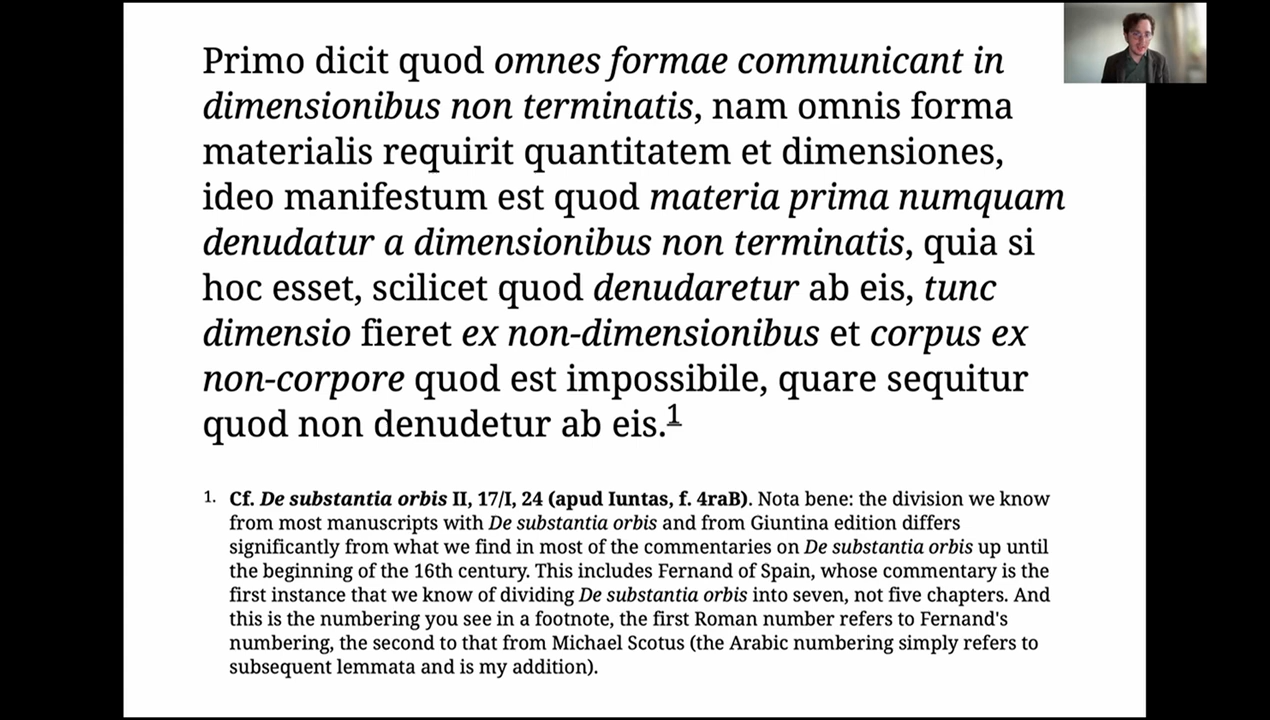 Primo dicit quod omnes formae communicant in
dimensionibus non terminatis, nam omnis forma
materialis requirit quantitatem et dimensiones,
ideo manifestum est quod materia prima numquam
denudatur a dimensionibus non terminatis, quia si
hoc esset, scilicet quod denudaretur ab eis, tunc
dimensio fieret ex non-dimensionibus et corpus ex
non-corpore quod est impossibile, quare sequitur
quod non denudetur ab eis.1
1. Cf. De substantia orbis II, 17/I, 24 (apud Iuntas, f. 4raB). Nota bene: the division we know
from most manuscripts with De substantia orbis and from Giuntina edition differs
significantly from what we find in most of the commentaries on De substantia orbis up until
the beginning of the 16th century. This includes Fernand of Spain, whose commentary is the
first instance that we know of dividing De substantia orbis into seven, not five chapters. And
this is the numbering you see in a footnote, the first Roman number refers to Fernand's
numbering, the second to that from Michael Scotus (the Arabic numbering simply refers to
subsequent lemmata and is my addition).